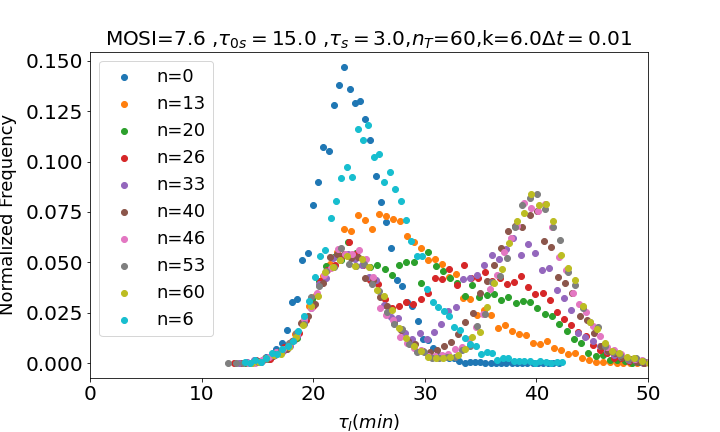 MOSI=7.6 ,τ₀ₛ = 15.0 ,τₛ = 3.0,n_T=60,k=6.0Δt = 0.01
Normalized Frequency
0.150
0.125
0.100
0.075
0.050
0.025
0.000
n=0
n=13
n=20
n=26
n=33
n=40
n=46
n=53
n=60
n=6
0 10 20 30 40 50
τ_l(min)